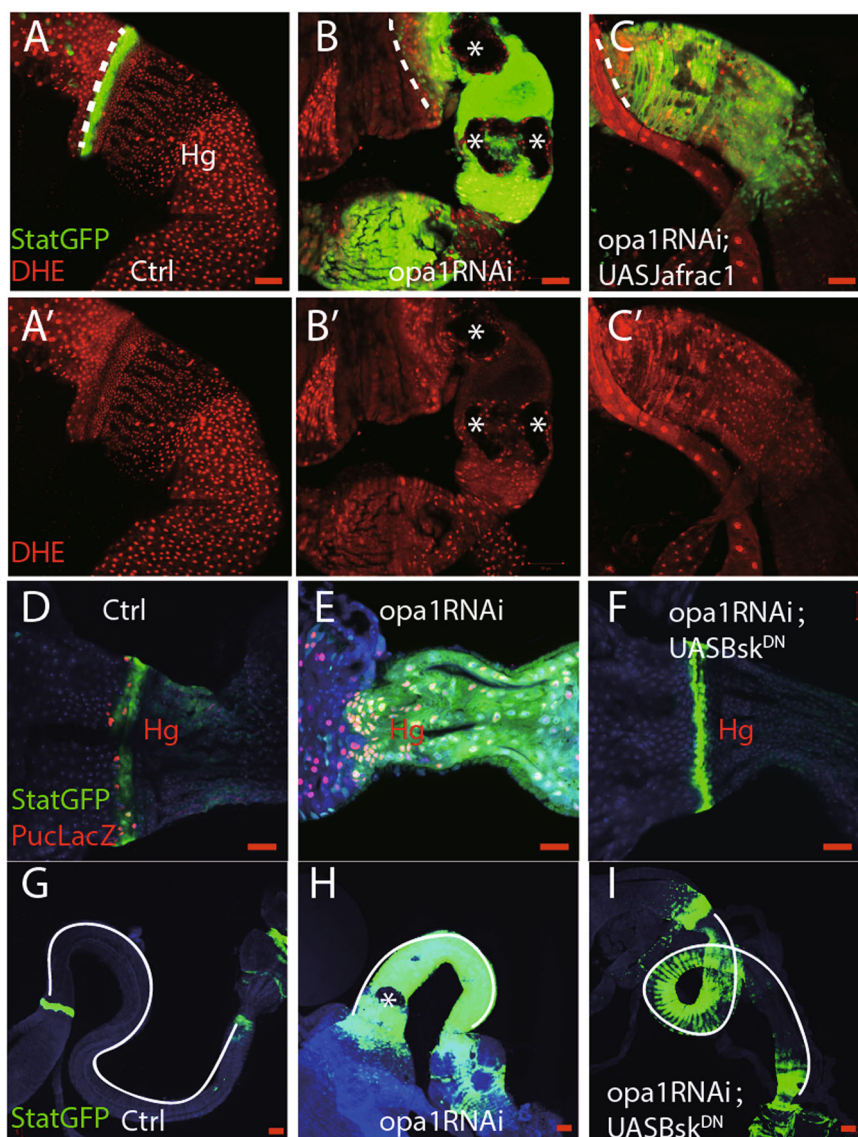 A
B
*
C
Hg
* *
StatGFP
DHE
Ctrl
opa1RNAi
opa1RNAi;
UASJafrac1
A'
B'
*
C'
* *
DHE
D
Ctrl
E
opa1RNAi
F
opa1RNAi ;
UASBsk^DN
Hg
Hg
Hg
StatGFP
PucLacZ
G
H
I
*
StatGFP
Ctrl
opa1RNAi
opa1RNAi ;
UASBsk^DN